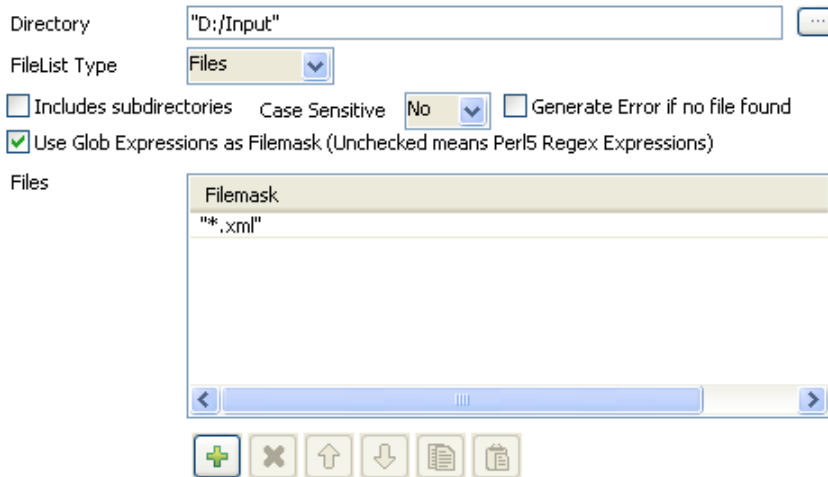 Directory "D:/Input" ...
FileList Type Files
Includes subdirectories Case Sensitive No Generate Error if no file found
Use Glob Expressions as Filemask (Unchecked means Perl5 Regex Expressions)
Files
Filemask
"*.xml"